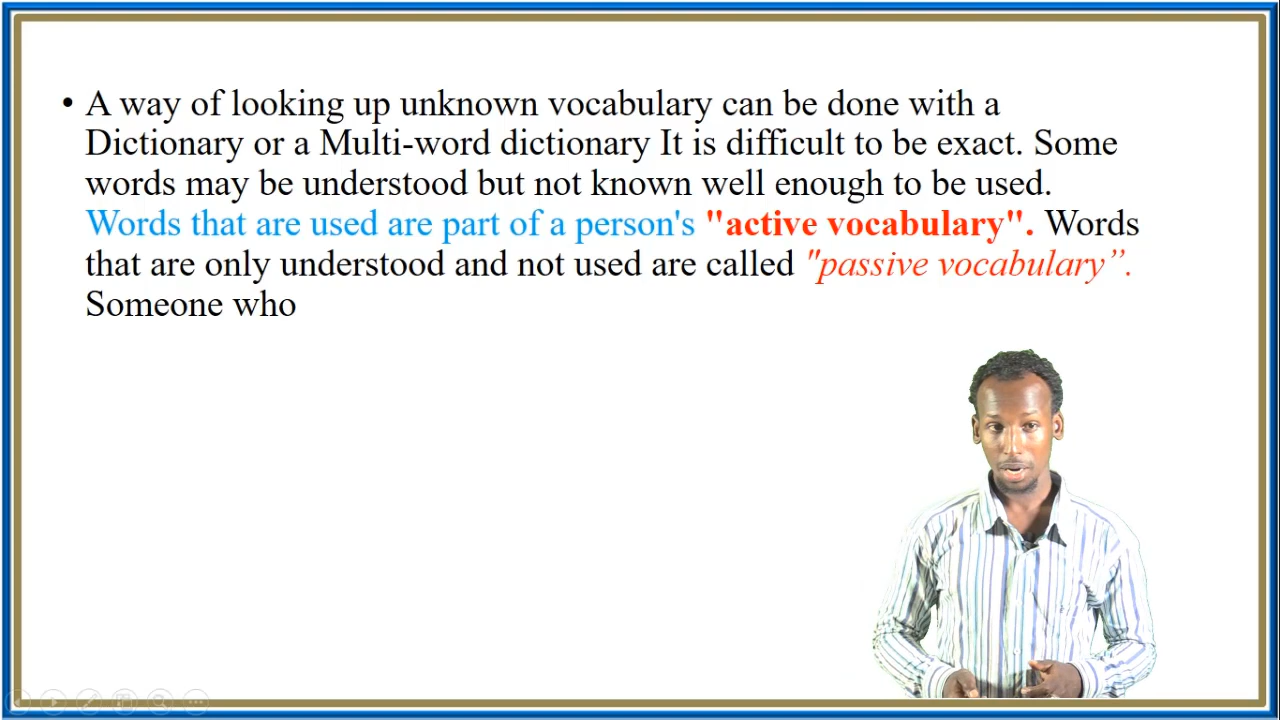 • A way of looking up unknown vocabulary can be done with a
Dictionary or a Multi-word dictionary It is difficult to be exact. Some
words may be understood but not known well enough to be used.
Words that are used are part of a person's "active vocabulary". Words
that are only understood and not used are called "passive vocabulary”.
Someone who